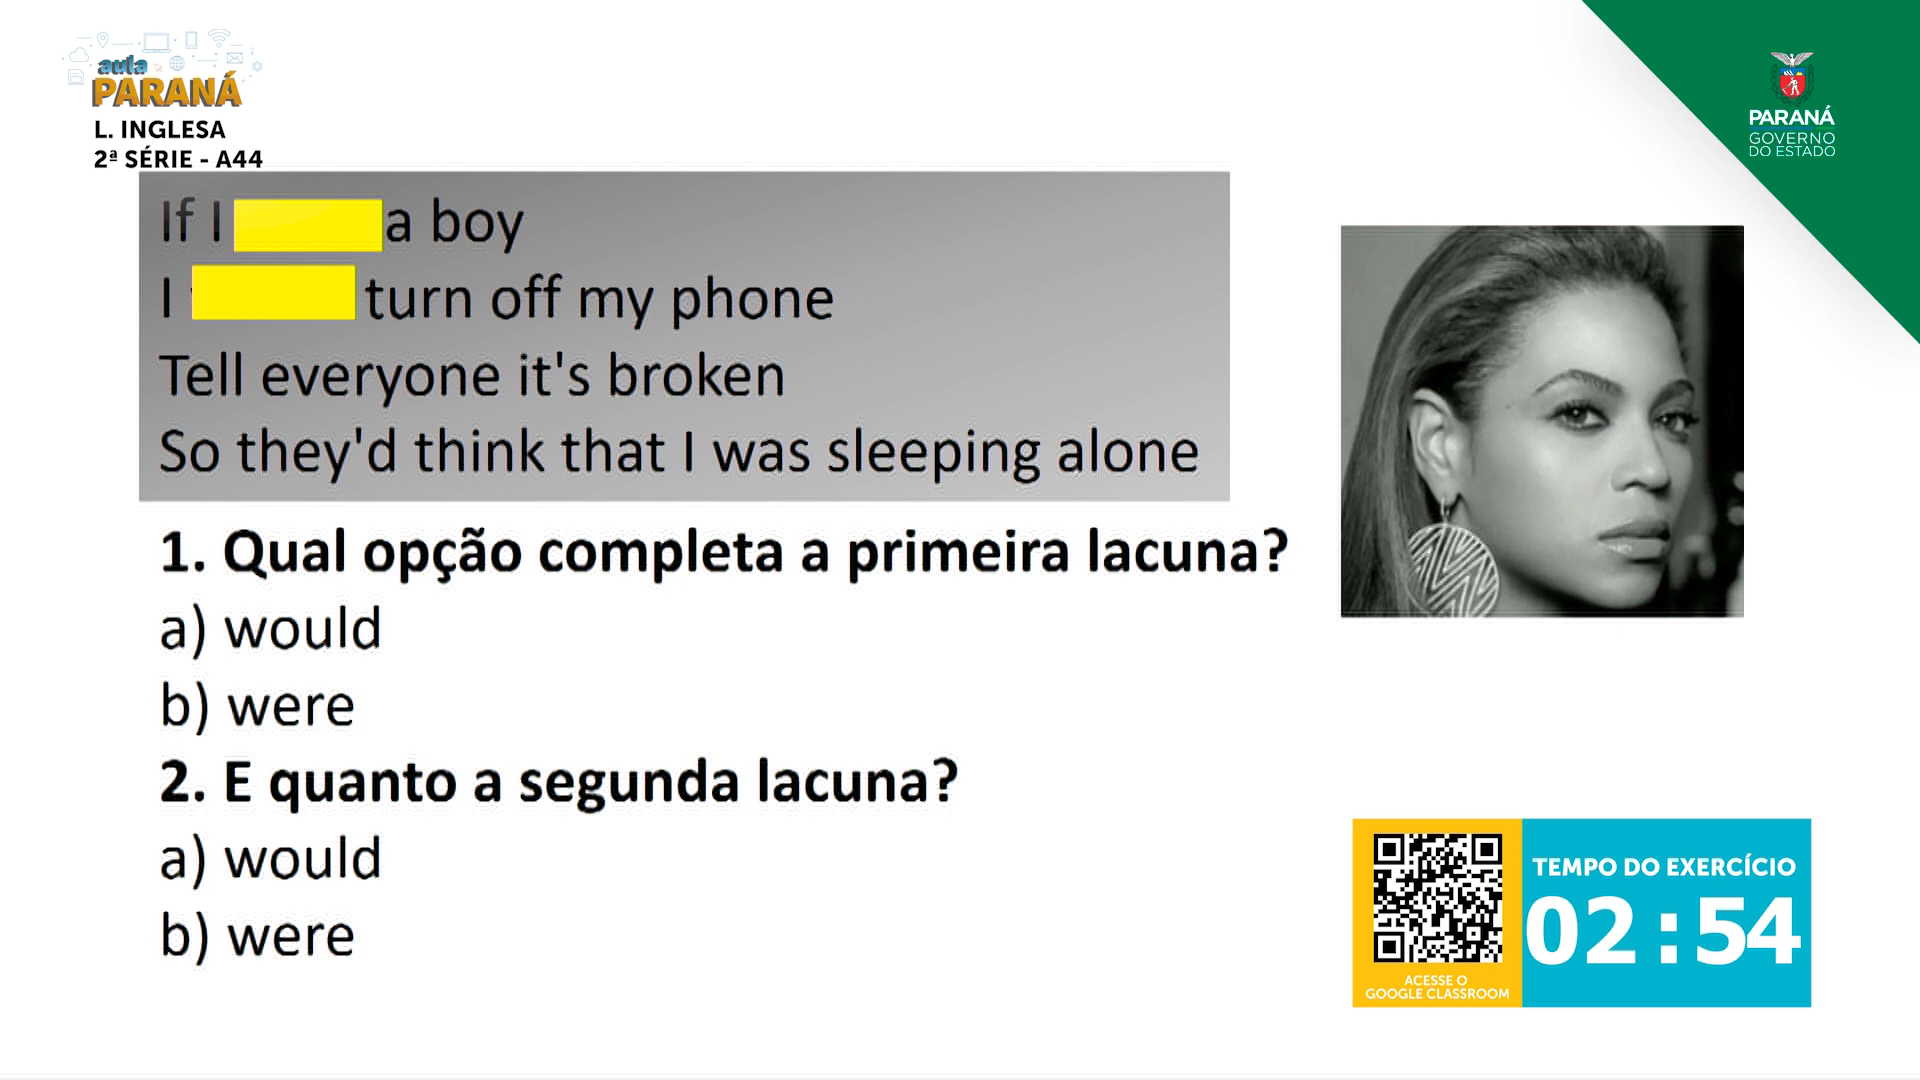 aula
PARANÁ
L. INGLESA
2ª SÉRIE - A44
PARANÁ
GOVERNO
DO ESTADO
If I a boy
I turn off my phone
Tell everyone it's broken
So they'd think that I was sleeping alone
1. Qual opção completa a primeira lacuna?
a) would
b) were
2. E quanto a segunda lacuna?
a) would
b) were
TEMPO DO EXERCÍCIO
02:54
ACESSE O
GOOGLE CLASSROOM